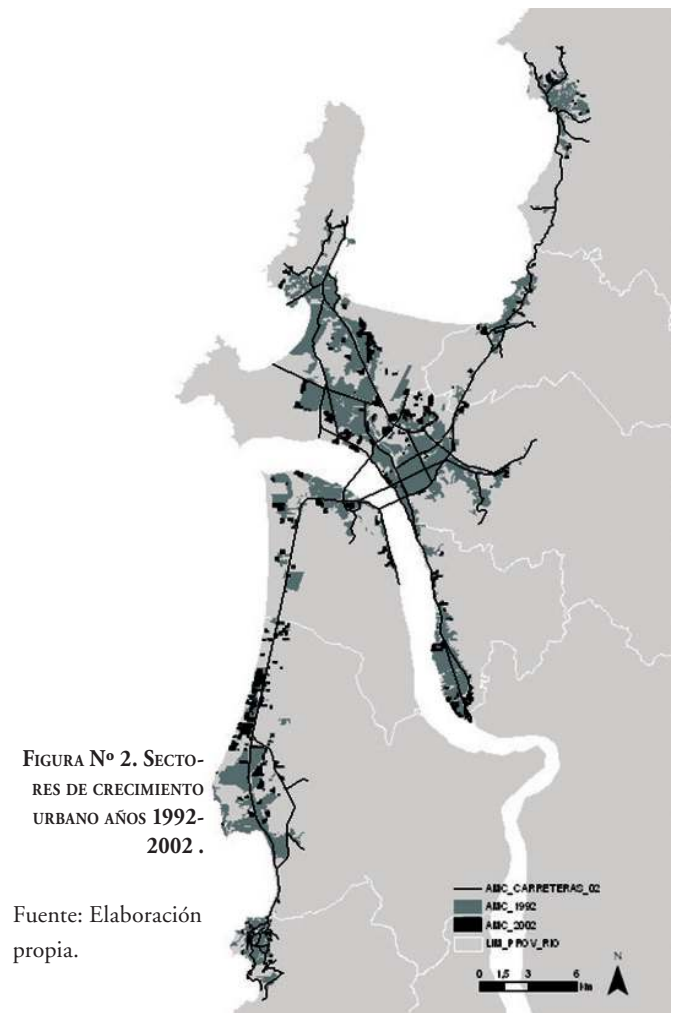 FIGURA Nº 2. SECTO-
RES DE CRECIMIENTO
URBANO AÑOS 1992-
2002 .
Fuente: Elaboración
propia.
AMC_CARRETERAS_02
AMC_1992
AMC_2002
LIM_PROV_RIO
0 1,5 3 6
Km
N